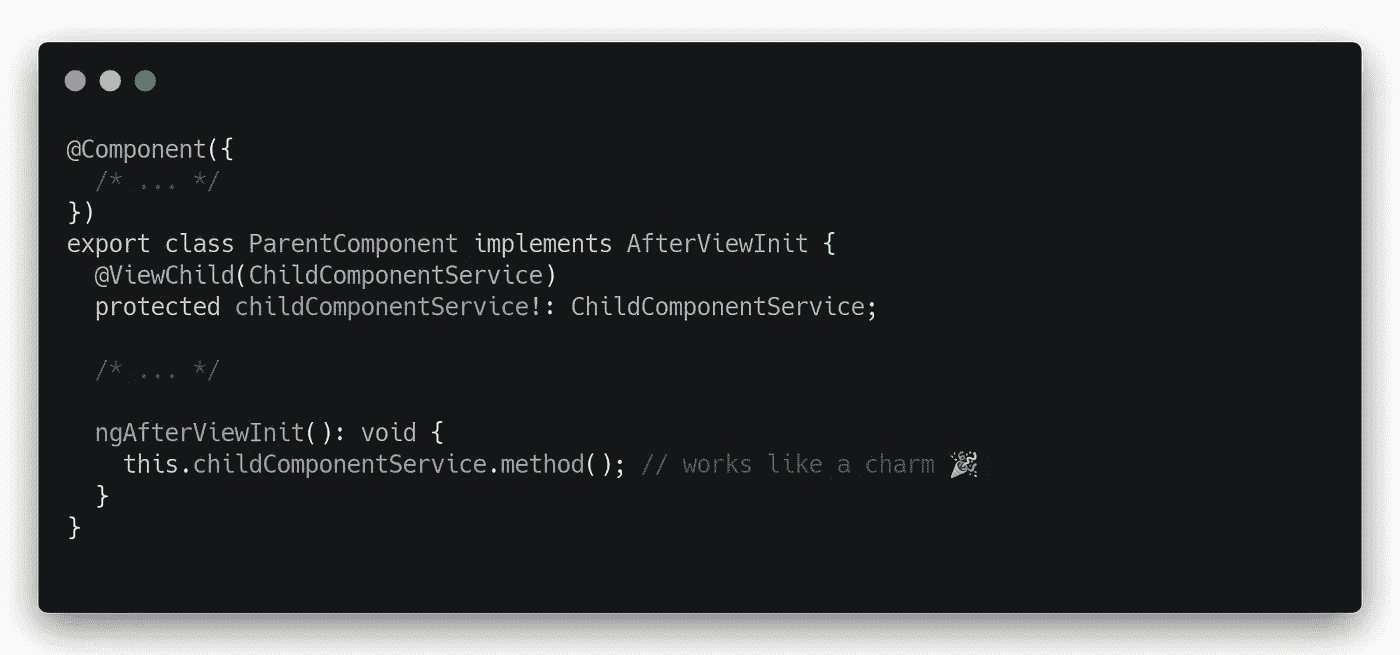 @Component({
  /* ... */
})
export class ParentComponent implements AfterViewInit {
  @ViewChild(ChildComponentService)
  protected childComponentService!: ChildComponentService;
  /* ... */
  ngAfterViewInit(): void {
    this.childComponentService.method(); // works like a charm 🎉
  }
}